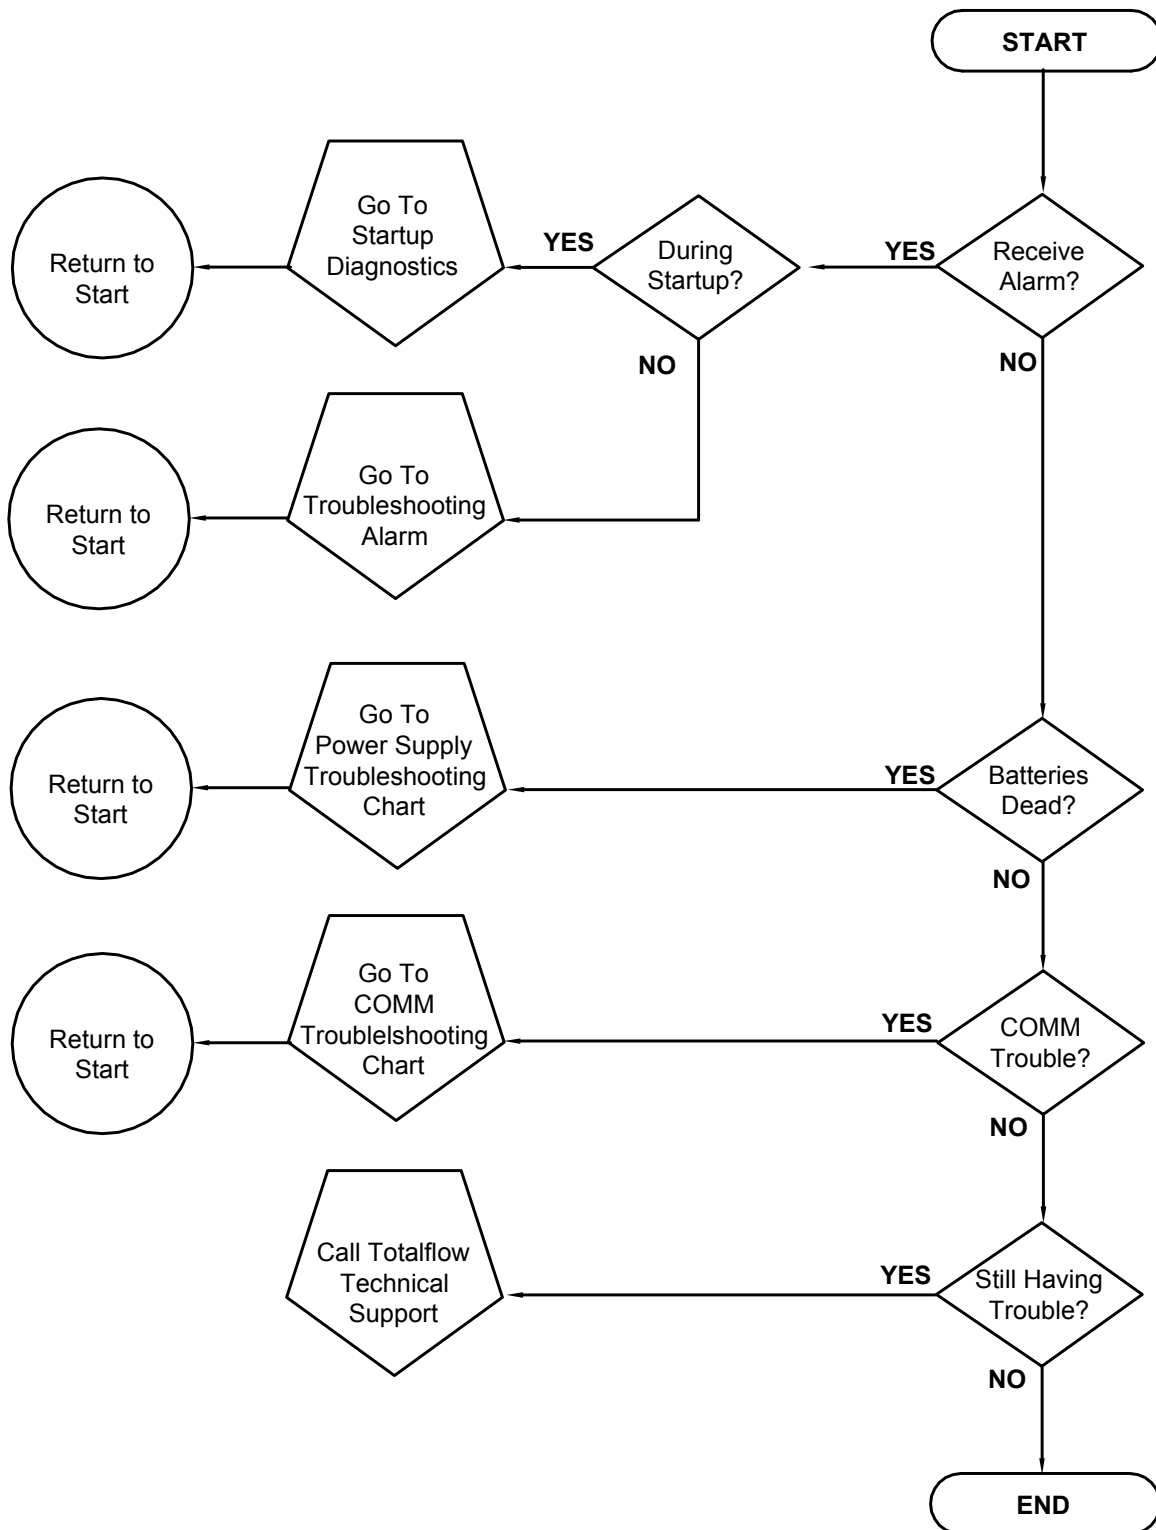 START
Return to
Start
Go To
Startup
Diagnostics
YES
During
Startup?
YES
Receive
Alarm?
NO
NO
Return to
Start
Go To
Troubleshooting
Alarm
Return to
Start
Go To
Power Supply
Troubleshooting
Chart
YES
Batteries
Dead?
NO
Return to
Start
Go To
COMM
Troublelshooting
Chart
YES
COMM
Trouble?
NO
Call Totalflow
Technical
Support
YES
Still Having
Trouble?
NO
END